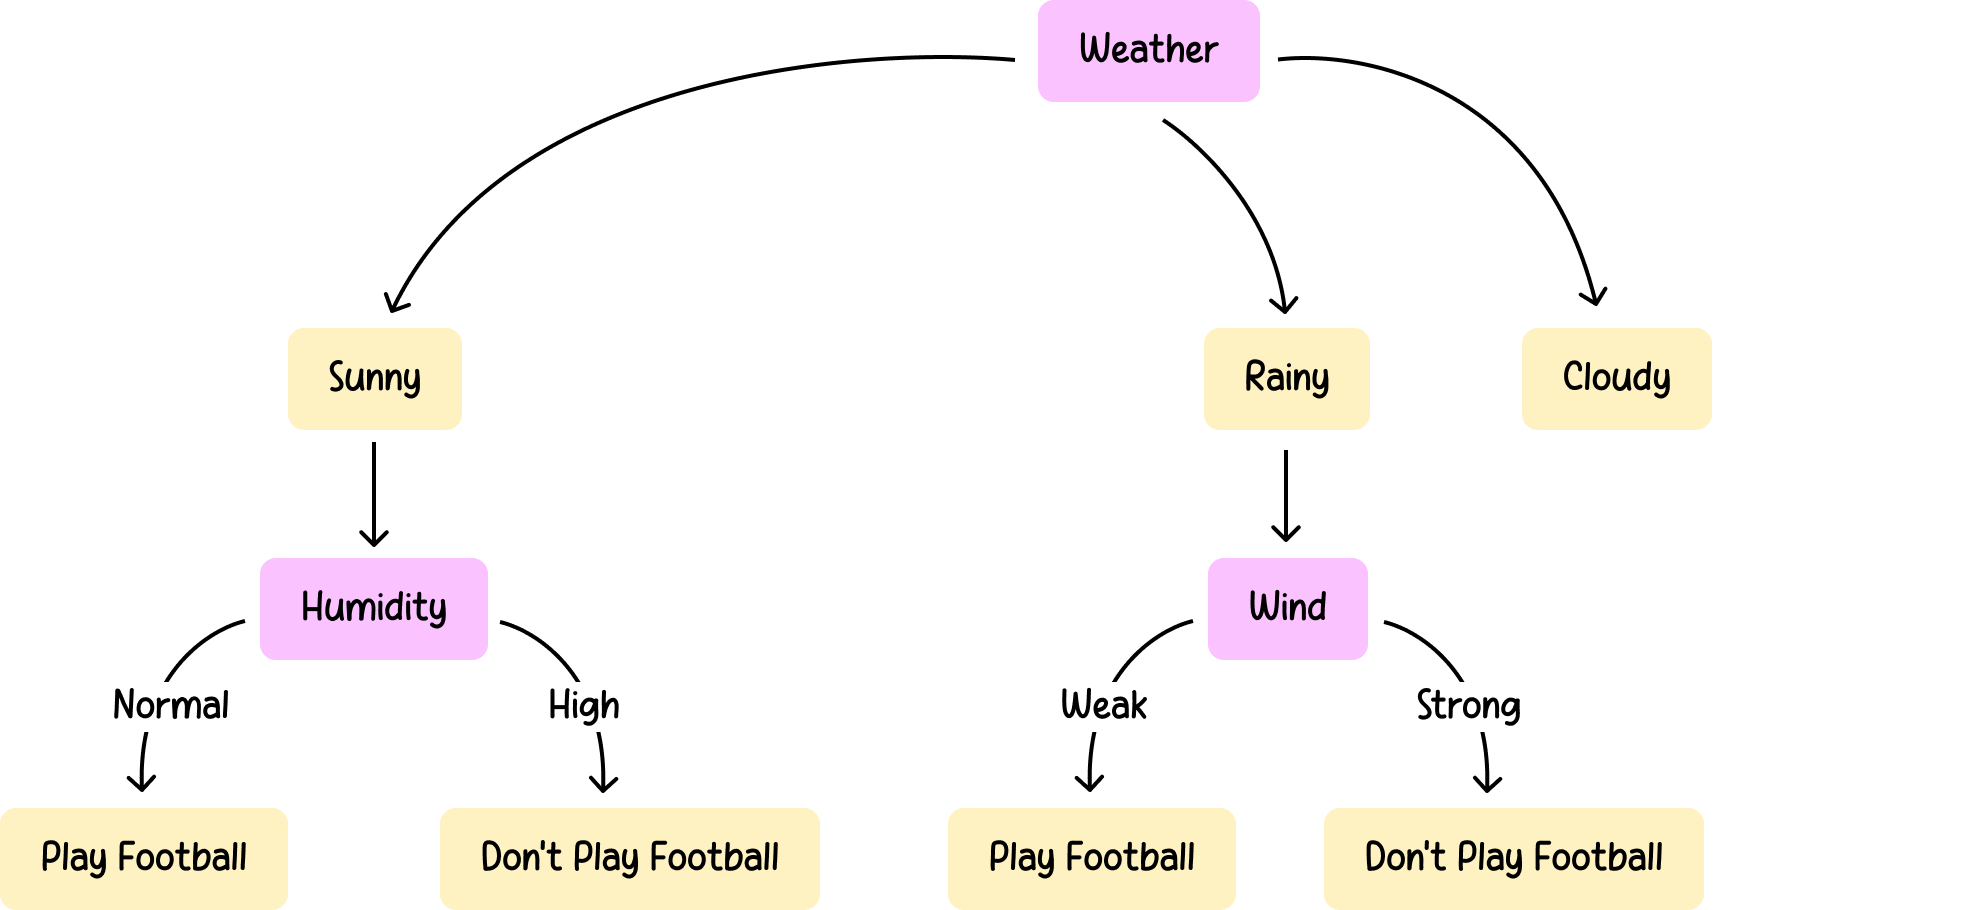 Weather
Sunny
Rainy
Cloudy
Humidity
Wind
Normal
High
Weak
Strong
Play Football
Don't Play Football
Play Football
Don't Play Football